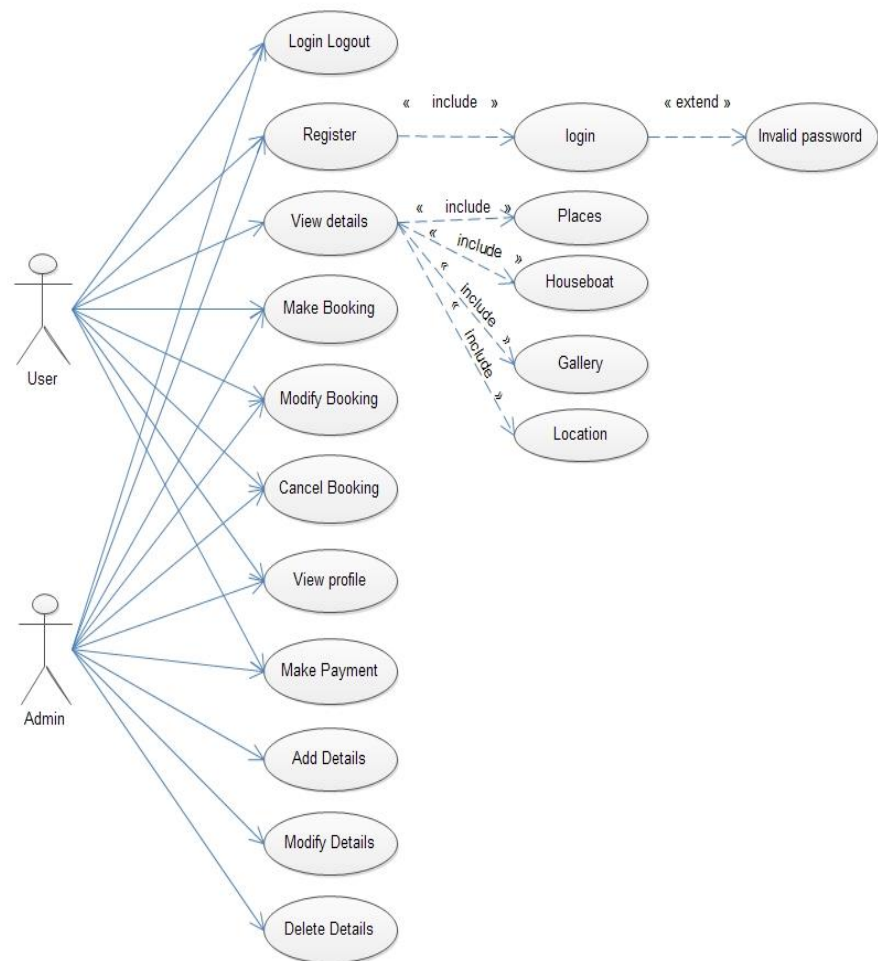 Login Logout
« include »
« extend »
Register
login
Invalid password
View details
« include »
Places
« include »
Houseboat
« include »
Gallery
« include »
Location
User
Make Booking
Modify Booking
Cancel Booking
View profile
Admin
Make Payment
Add Details
Modify Details
Delete Details